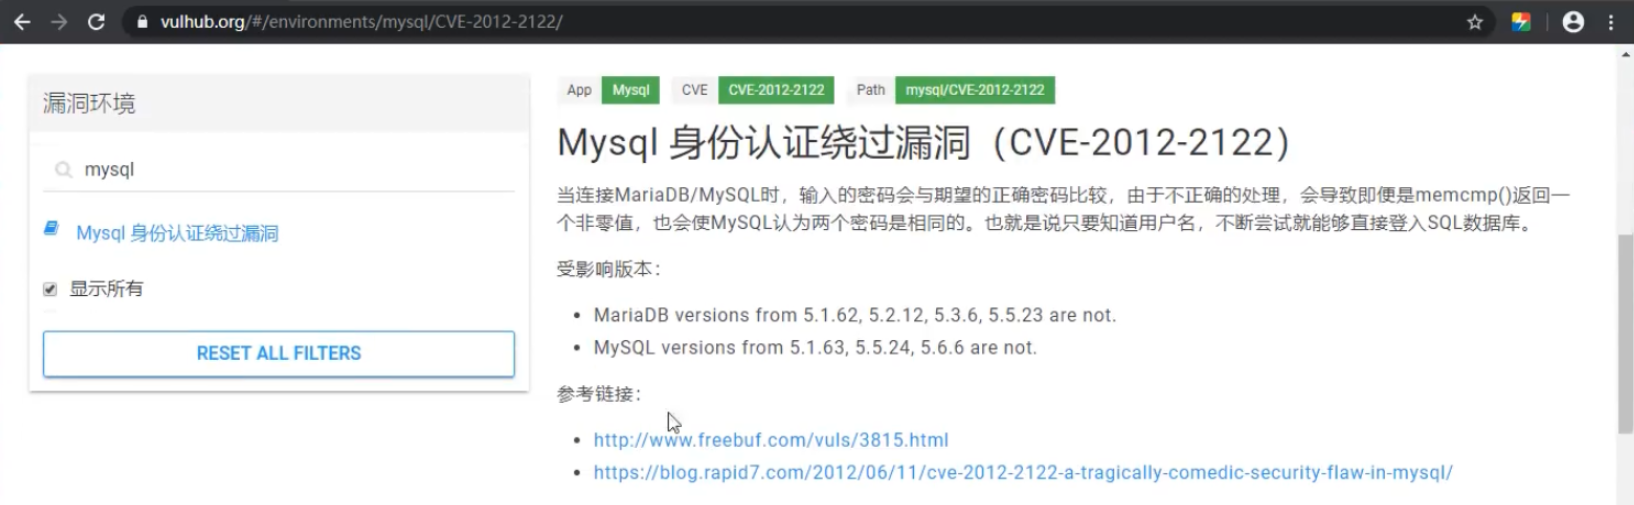 vulhub.org/#/environments/mysql/CVE-2012-2122/
漏洞环境
mysql
Mysql 身份认证绕过漏洞
显示所有
RESET ALL FILTERS
App Mysql CVE CVE-2012-2122 Path mysql/CVE-2012-2122
Mysql 身份认证绕过漏洞（CVE-2012-2122）
当连接MariaDB/MySQL时，输入的密码会与期望的正确密码比较，由于不正确的处理，会导致即便是memcmp()返回一
个非零值，也会使MySQL认为两个密码是相同的。也就是说只要知道用户名，不断尝试就能够直接登入SQL数据库。
受影响版本：
MariaDB versions from 5.1.62, 5.2.12, 5.3.6, 5.5.23 are not.
MySQL versions from 5.1.63, 5.5.24, 5.6.6 are not.
参考链接：
http://www.freebuf.com/vuls/3815.html
https://blog.rapid7.com/2012/06/11/cve-2012-2122-a-tragically-comedic-security-flaw-in-mysql/